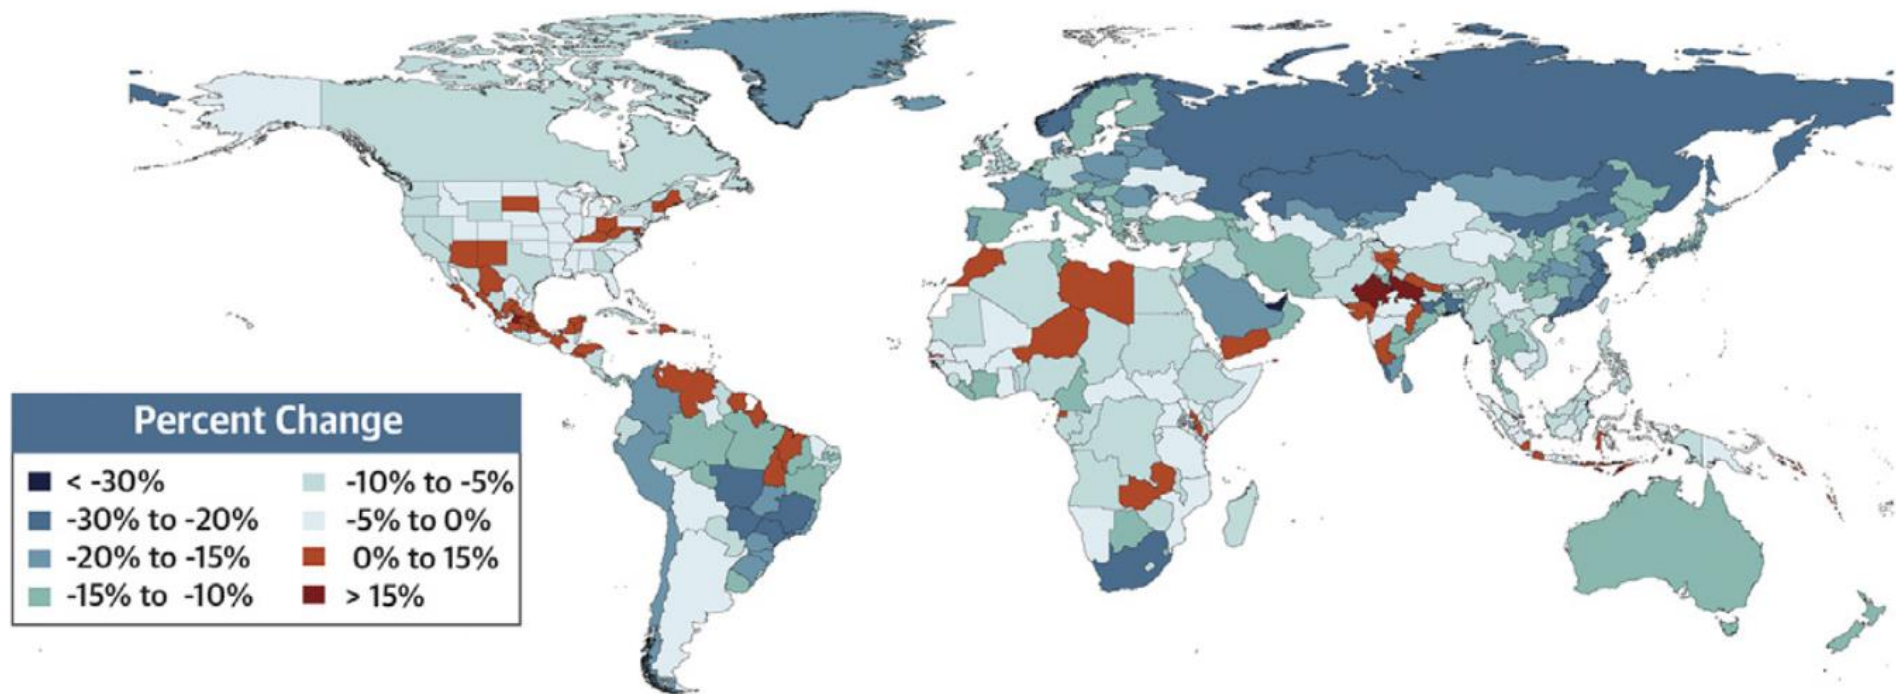 Percent Change
< -30%
-30% to -20%
-20% to -15%
-15% to -10%
-10% to -5%
-5% to 0%
0% to 15%
> 15%